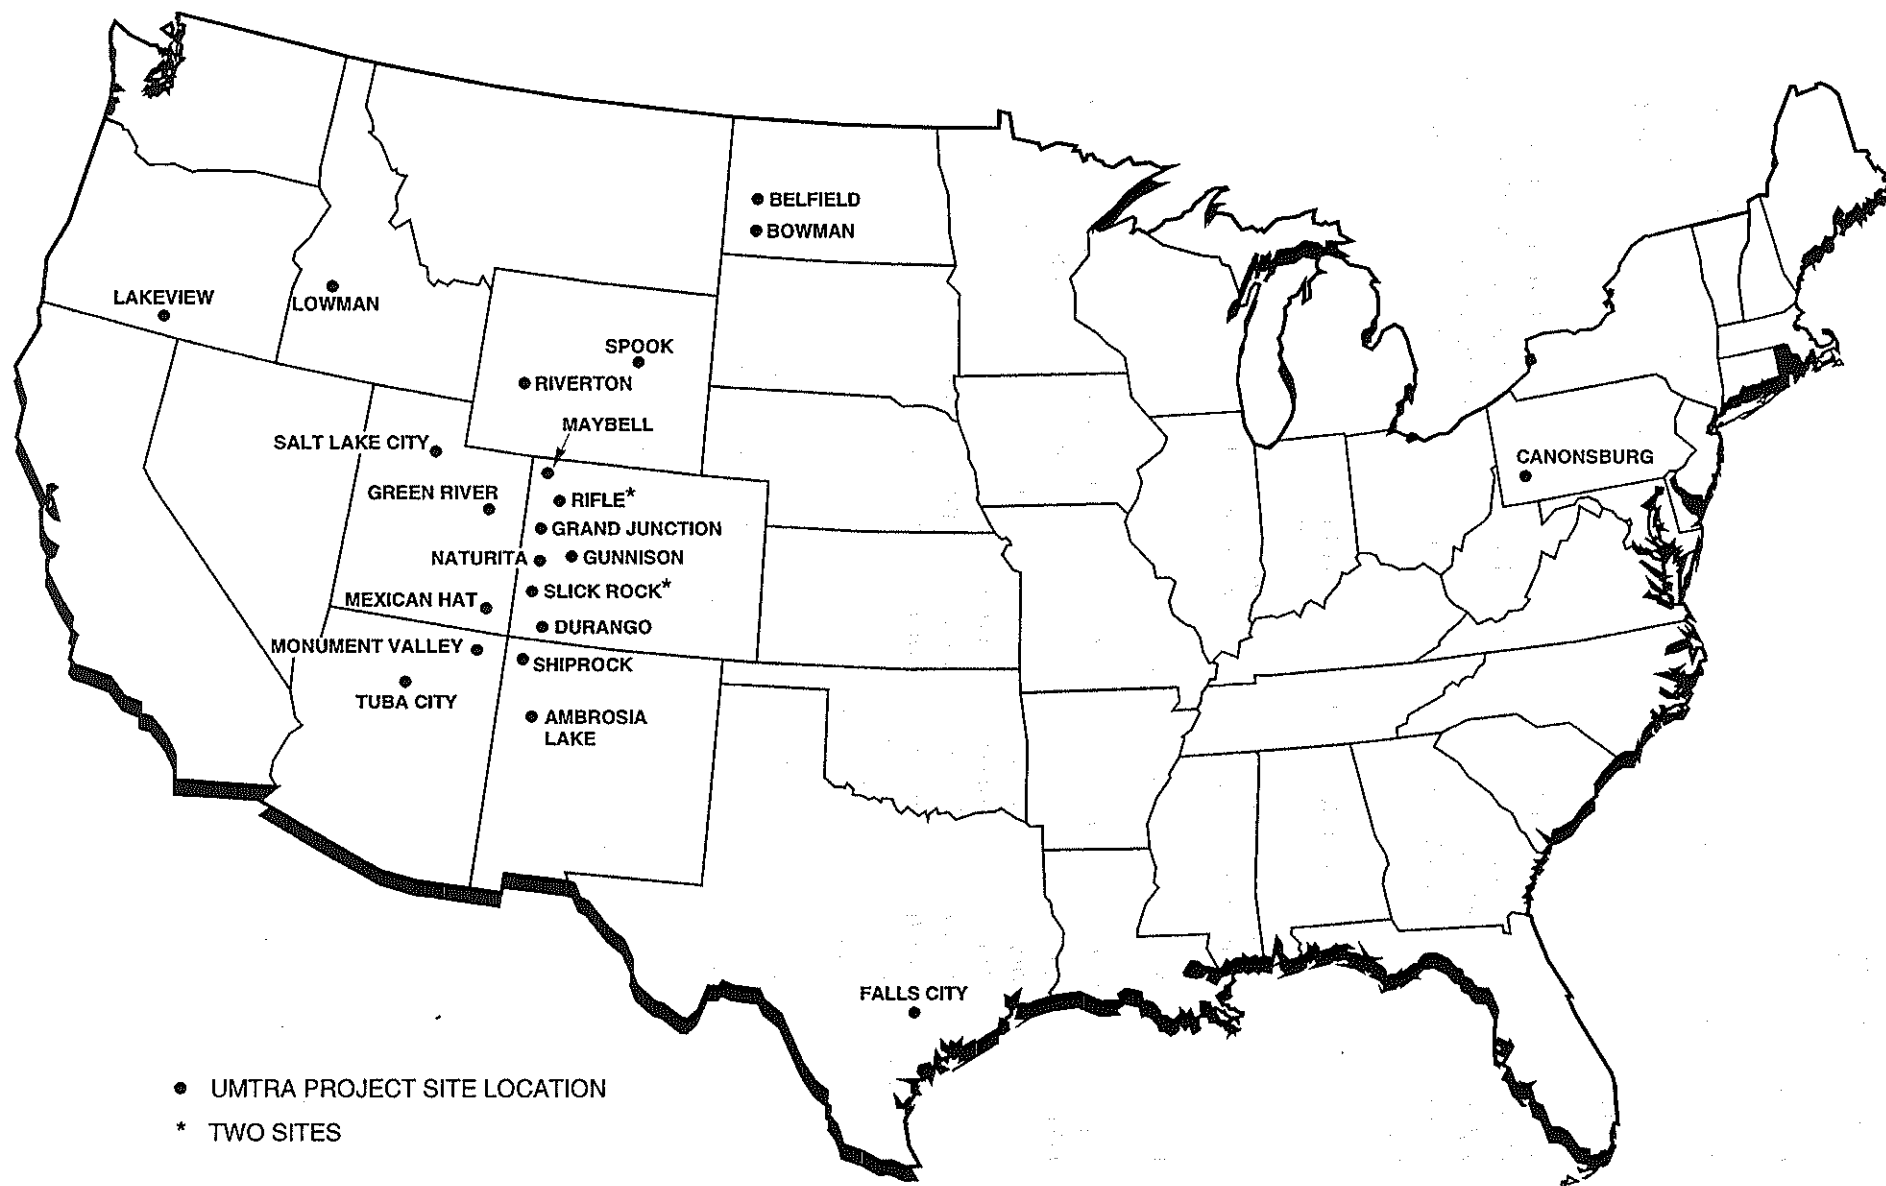 BELFIELD
BOWMAN
LAKEVIEW
LOWMAN
SPOOK
RIVERTON
MAYBELL
SALT LAKE CITY
CANONSBURG
GREEN RIVER
RIFLE*
GRAND JUNCTION
NATURITA
GUNNISON
SLICK ROCK*
MEXICAN HAT
DURANGO
MONUMENT VALLEY
SHIPROCK
TUBA CITY
AMBROSIA
LAKE
FALLS CITY
● UMTRA PROJECT SITE LOCATION
* TWO SITES